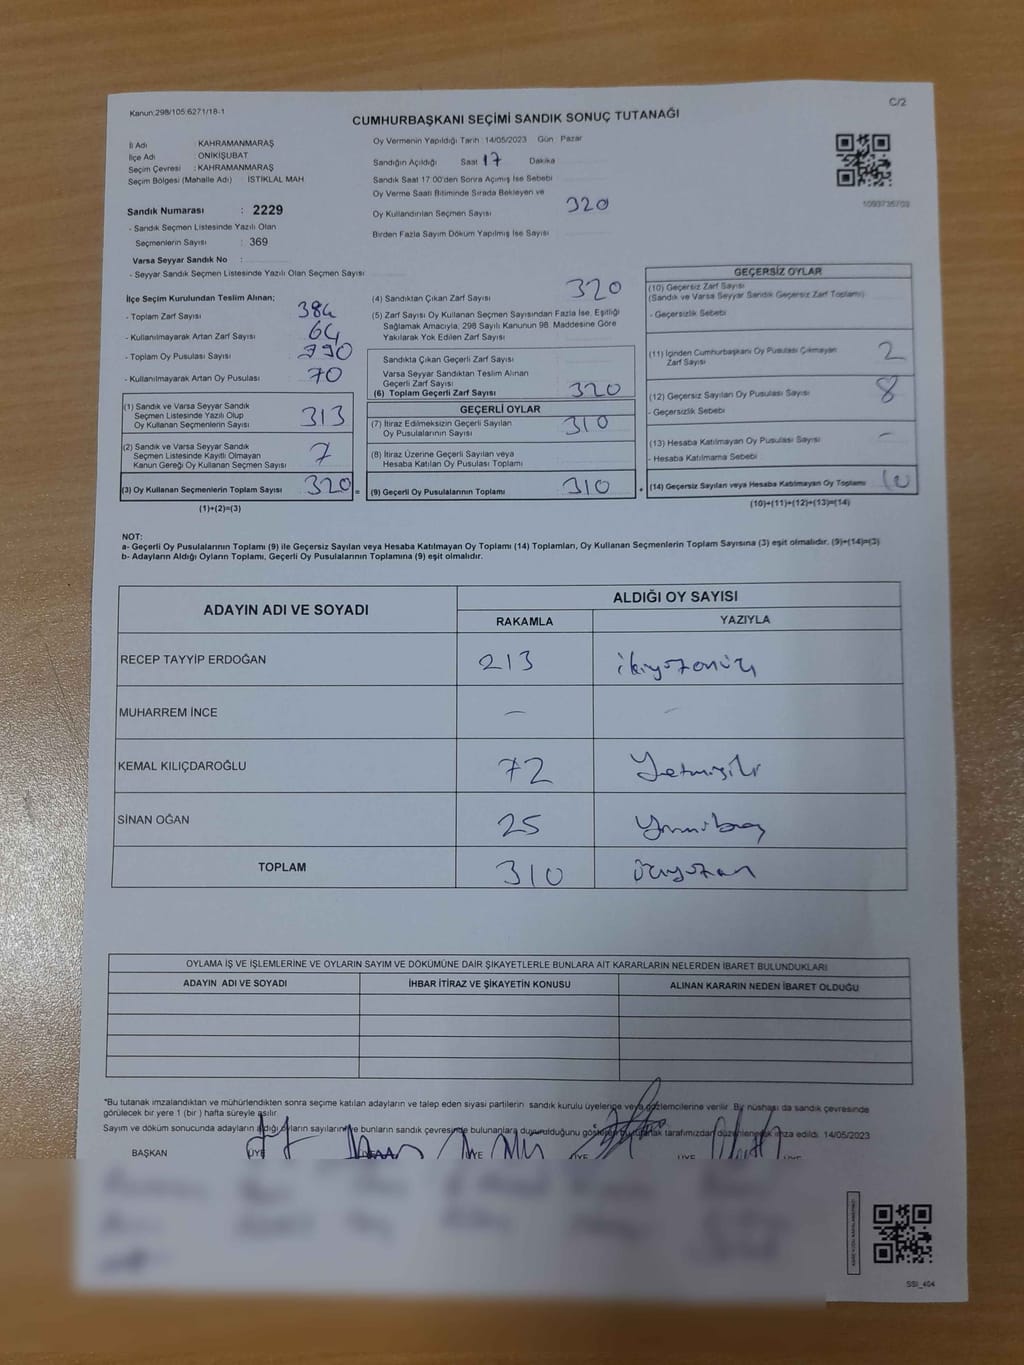 Kanun:298/105:6271/18-1
C/2
CUMHURBAŞKANI SEÇİMİ SANDIK SONUÇ TUTANAĞI
İl Adı : KAHRAMANMARAŞ
İlçe Adı : ONİKİŞUBAT
Seçim Çevresi : KAHRAMANMARAŞ
Seçim Bölgesi (Mahalle Adı) : İSTİKLAL MAH
Oy Vermenin Yapıldığı Tarih :14/05/2023 Gün : Pazar
Sandığın Açıldığı Saat 17 Dakika
Sandık Saat 17:00'den Sonra Açımış İse Sebebi
Oy Verme Saati Bitiminde Sırada Bekleyen ve
Oy Kullandırılan Seçmen Sayısı 320
Birden Fazla Sayım Döküm Yapılmış İse Sayısı
Sandık Numarası : 2229
- Sandık Seçmen Listesinde Yazılı Olan
Seçmenlerin Sayısı : 369
Varsa Seyyar Sandık No :
- Seyyar Sandık Seçmen Listesinde Yazılı Olan Seçmen Sayısı
İlçe Seçim Kurulundan Teslim Alınan;
- Toplam Zarf Sayısı 384
- Kullanılmayarak Artan Zarf Sayısı 64
- Toplam Oy Pusulası Sayısı
- Kullanılmayarak Artan Oy Pusulası 70
(1) Sandık ve Varsa Seyyar Sandık
Seçmen Listesinde Yazılı Olup
Oy Kullanan Seçmenlerin Sayısı 313
(2) Sandık ve Varsa Seyyar Sandık
Seçmen Listesinde Kayıtlı Olmayan
Kanun Gereği Oy Kullanan Seçmen Sayısı 7
(3) Oy Kullanan Seçmenlerin Toplam Sayısı 320 =
(1)+(2)=(3)
(4) Sandıktan Çıkan Zarf Sayısı 320
(5) Zarf Sayısı Oy Kullanan Seçmen Sayısından Fazla İse, Eşitliği
Sağlamak Amacıyla, 298 Sayılı Kanunun 98. Maddesine Göre
Yakılarak Yok Edilen Zarf Sayısı
Sandıkta Çıkan Geçerli Zarf Sayısı
Varsa Seyyar Sandıktan Teslim Alınan
Geçerli Zarf Sayısı
(6) Toplam Geçerli Zarf Sayısı 320
GEÇERLİ OYLAR
(7) İtiraz Edilmeksizin Geçerli Sayılan
Oy Pusulalarının Sayısı 310
(8) İtiraz Üzerine Geçerli Sayılan veya
Hesaba Katılan Oy Pusulası Toplamı
(9) Geçerli Oy Pusulalarının Toplamı 310 +
GEÇERSİZ OYLAR
(10) Geçersiz Zarf Sayısı
(Sandık ve Varsa Seyyar Sandık Geçersiz Zarf Toplamı)
- Geçersizlik Sebebi
(11) İçinden Cumhurbaşkanı Oy Pusulası Çıkmayan
Zarf Sayısı 2
(12) Geçersiz Sayılan Oy Pusulası Sayısı 8
- Geçersizlik Sebebi
(13) Hesaba Katılmayan Oy Pusulası Sayısı -
- Hesaba Katılmama Sebebi
(14) Geçersiz Sayılan veya Hesaba Katılmayan Oy Toplamı 10
(10)+(11)+(12)+(13)=(14)
NOT:
a- Geçerli Oy Pusulalarının Toplamı (9) ile Geçersiz Sayılan veya Hesaba Katılmayan Oy Toplamı (14) Toplamları, Oy Kullanan Seçmenlerin Toplam Sayısına (3) eşit olmalıdır. (9)+(14)=(3)
b- Adayların Aldığı Oyların Toplamı, Geçerli Oy Pusulalarının Toplamına (9) eşit olmalıdır.
ADAYIN ADI VE SOYADI
ALDIĞI OY SAYISI
RAKAMLA YAZIYLA
RECEP TAYYİP ERDOĞAN 213 ikiyüzonüç
MUHARREM İNCE - -
KEMAL KILIÇDAROĞLU 72 Yetmişiki
SİNAN OĞAN 25 Yirmibeş
TOPLAM 310 üçyüzon
OYLAMA İŞ VE İŞLEMLERİNE VE OYLARIN SAYIM VE DÖKÜMÜNE DAİR ŞİKAYETLERLE BUNLARA AİT KARARLARIN NELERDEN İBARET BULUNDUKLARI
ADAYIN ADI VE SOYADI İHBAR İTİRAZ VE ŞİKAYETİN KONUSU ALINAN KARARIN NEDEN İBARET OLDUĞU
*Bu tutanak imzalandıktan ve mühürlendikten sonra seçime katılan adayların ve talep eden siyasi partilerin sandık kurulu üyelerine veya gözlemcilerine verilir. Bir nüshası da sandık çevresinde
görülecek bir yere 1 (bir ) hafta süreyle asılır.
Sayım ve döküm sonucunda adayların aldığı oyların sayılarını ve bunların sandık çevresinde bulunanlara duyurulduğunu gösteren bu tutanak tarafımızdan düzenlenerek imza edildi. 14/05/2023
BAŞKAN ÜYE ÜYE ÜYE ÜYE
SSI_404